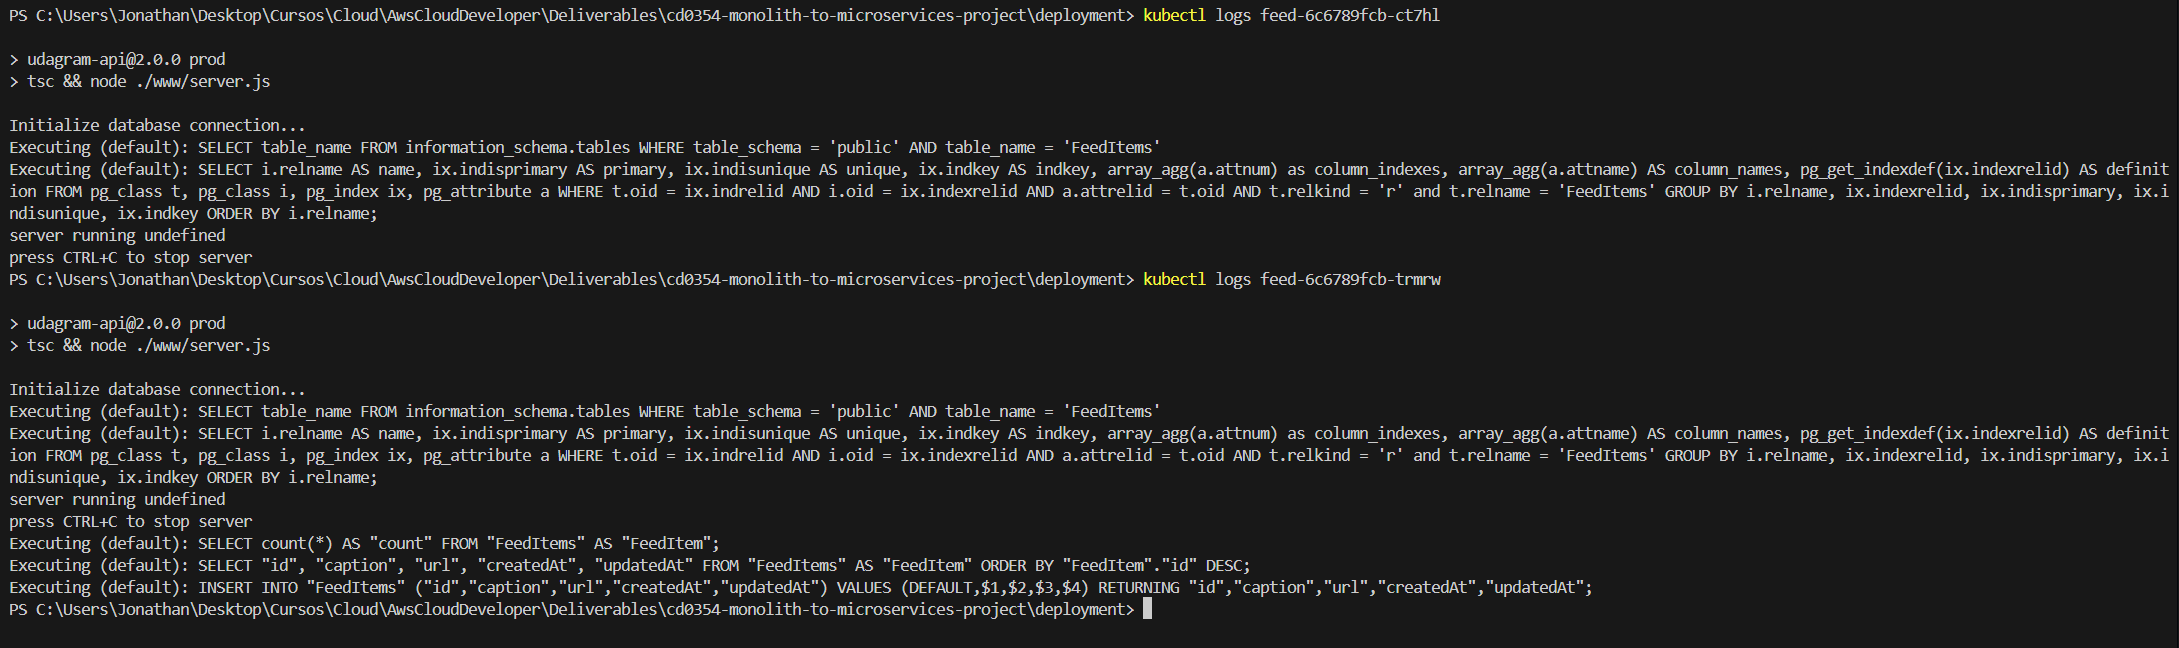 PS C:\Users\Jonathan\Desktop\Cursos\Cloud\AwsCloudDeveloper\Deliverables\cd0354-monolith-to-microservices-project\deployment> kubectl logs feed-6c6789fcb-ct7hl
> udagram-api@2.0.0 prod
> tsc && node ./www/server.js
Initialize database connection...
Executing (default): SELECT table_name FROM information_schema.tables WHERE table_schema = 'public' AND table_name = 'FeedItems'
Executing (default): SELECT i.relname AS name, ix.indisprimary AS primary, ix.indisunique AS unique, ix.indkey AS indkey, array_agg(a.attnum) as column_indexes, array_agg(a.attname) AS column_names, pg_get_indexdef(ix.indexrelid) AS definit
ion FROM pg_class t, pg_class i, pg_index ix, pg_attribute a WHERE t.oid = ix.indrelid AND i.oid = ix.indexrelid AND a.attrelid = t.oid AND t.relkind = 'r' and t.relname = 'FeedItems' GROUP BY i.relname, ix.indexrelid, ix.indisprimary, ix.i
ndisunique, ix.indkey ORDER BY i.relname;
server running undefined
press CTRL+C to stop server
PS C:\Users\Jonathan\Desktop\Cursos\Cloud\AwsCloudDeveloper\Deliverables\cd0354-monolith-to-microservices-project\deployment> kubectl logs feed-6c6789fcb-trmrw
> udagram-api@2.0.0 prod
> tsc && node ./www/server.js
Initialize database connection...
Executing (default): SELECT table_name FROM information_schema.tables WHERE table_schema = 'public' AND table_name = 'FeedItems'
Executing (default): SELECT i.relname AS name, ix.indisprimary AS primary, ix.indisunique AS unique, ix.indkey AS indkey, array_agg(a.attnum) as column_indexes, array_agg(a.attname) AS column_names, pg_get_indexdef(ix.indexrelid) AS definit
ion FROM pg_class t, pg_class i, pg_index ix, pg_attribute a WHERE t.oid = ix.indrelid AND i.oid = ix.indexrelid AND a.attrelid = t.oid AND t.relkind = 'r' and t.relname = 'FeedItems' GROUP BY i.relname, ix.indexrelid, ix.indisprimary, ix.i
ndisunique, ix.indkey ORDER BY i.relname;
server running undefined
press CTRL+C to stop server
Executing (default): SELECT count(*) AS "count" FROM "FeedItems" AS "FeedItem";
Executing (default): SELECT "id", "caption", "url", "createdAt", "updatedAt" FROM "FeedItems" AS "FeedItem" ORDER BY "FeedItem"."id" DESC;
Executing (default): INSERT INTO "FeedItems" ("id","caption","url","createdAt","updatedAt") VALUES (DEFAULT,$1,$2,$3,$4) RETURNING "id","caption","url","createdAt","updatedAt";
PS C:\Users\Jonathan\Desktop\Cursos\Cloud\AwsCloudDeveloper\Deliverables\cd0354-monolith-to-microservices-project\deployment>